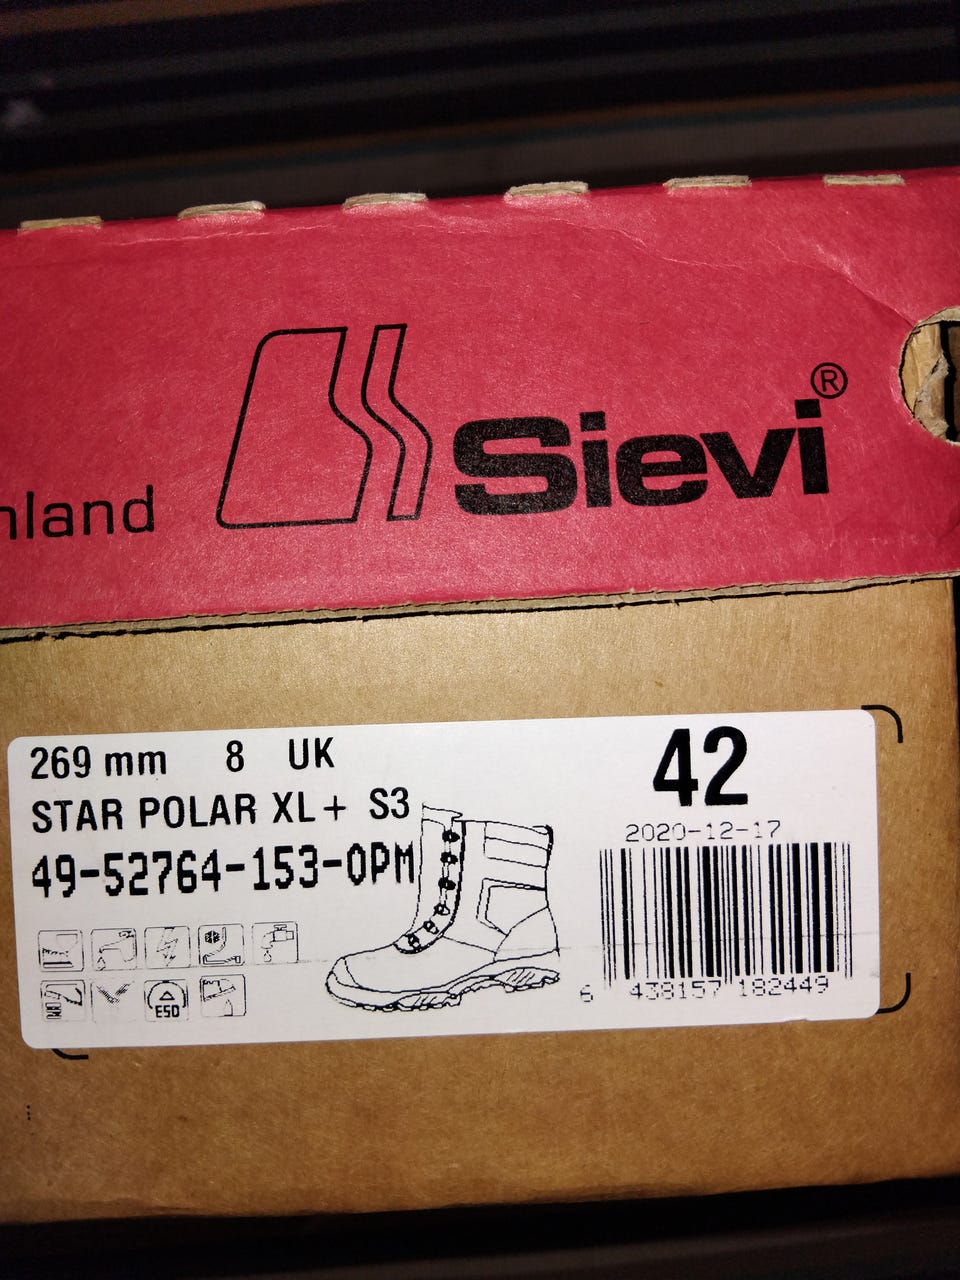 Sievi®
nland
269 mm 8 UK
42
STAR POLAR XL+ S3
2020-12-17
49-52764-153-0PM
ESD
6 438157 182449